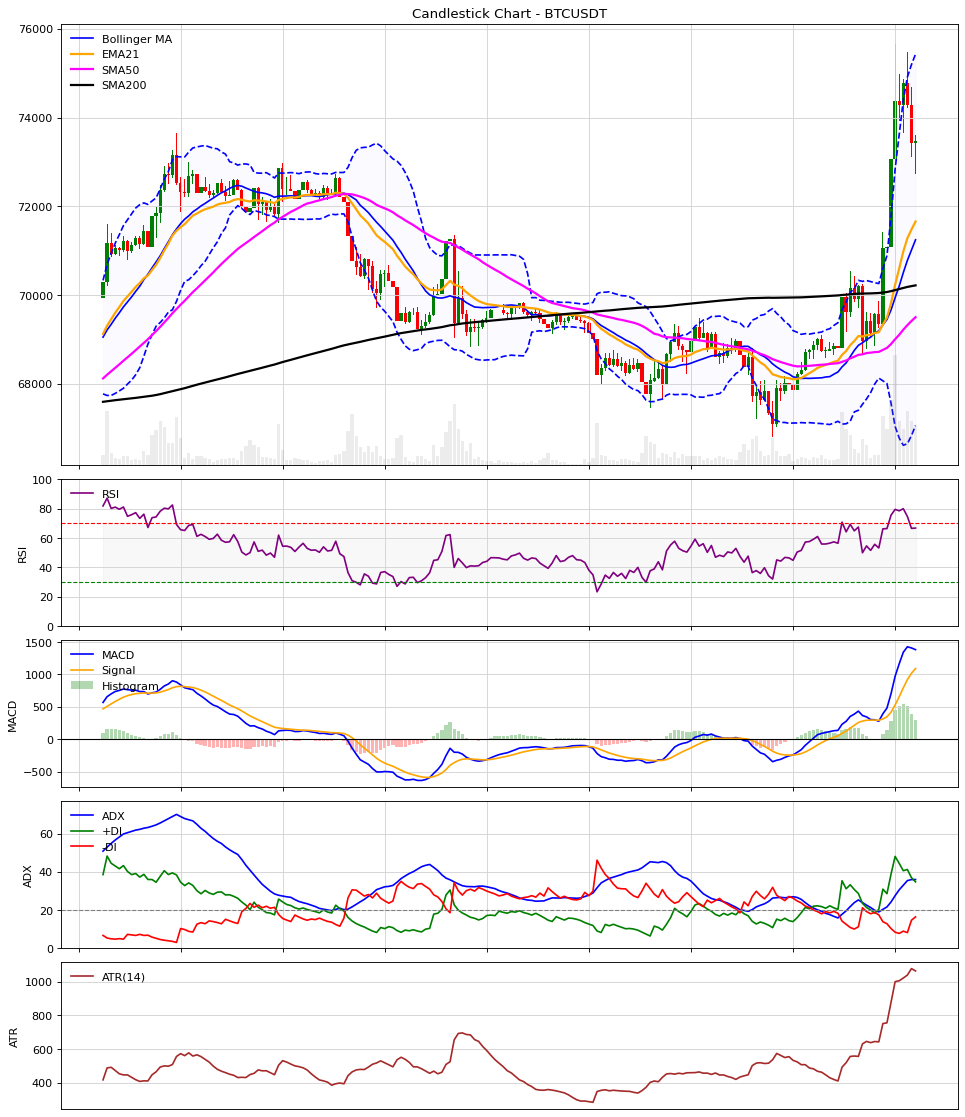 Candlestick Chart - BTCUSDT
76000
74000
72000
70000
68000
Bollinger MA
EMA21
SMA50
SMA200
RSI
100
80
60
40
20
0
RSI
MACD
1500
1000
500
0
−500
MACD
Signal
Histogram
ADX
60
40
20
0
ADX
+DI
-DI
ATR
1000
800
600
400
ATR(14)